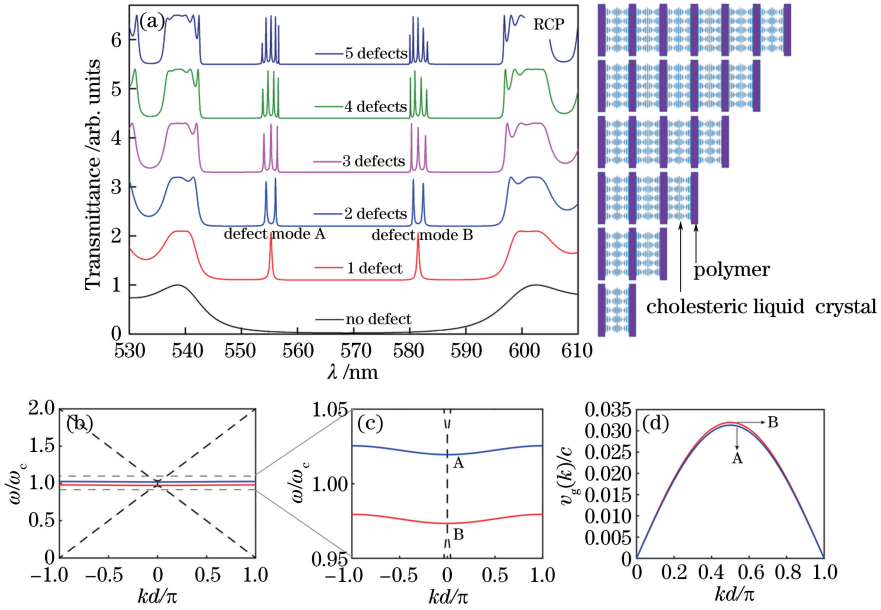 (a)
RCP
Transmittance /arb. units
6
5
4
3
2
1
0
5 defects
4 defects
3 defects
2 defects
defect mode A
defect mode B
1 defect
no defect
530 540 550 560 570 580 590 600 610
λ /nm
polymer
cholesteric liquid crystal
(b)
ω/ωc
2.0
1.5
1.0
0.5
0
-1.0 -0.5 0 0.5 1.0
kd/π
(c)
ω/ωc
1.05
1.00
0.95
A
B
-1.0 -0.5 0 0.5 1.0
kd/π
(d)
vg(k)/c
0.035
0.030
0.025
0.020
0.015
0.010
0.005
0
B
A
0 0.2 0.4 0.6 0.8 1.0
kd/π